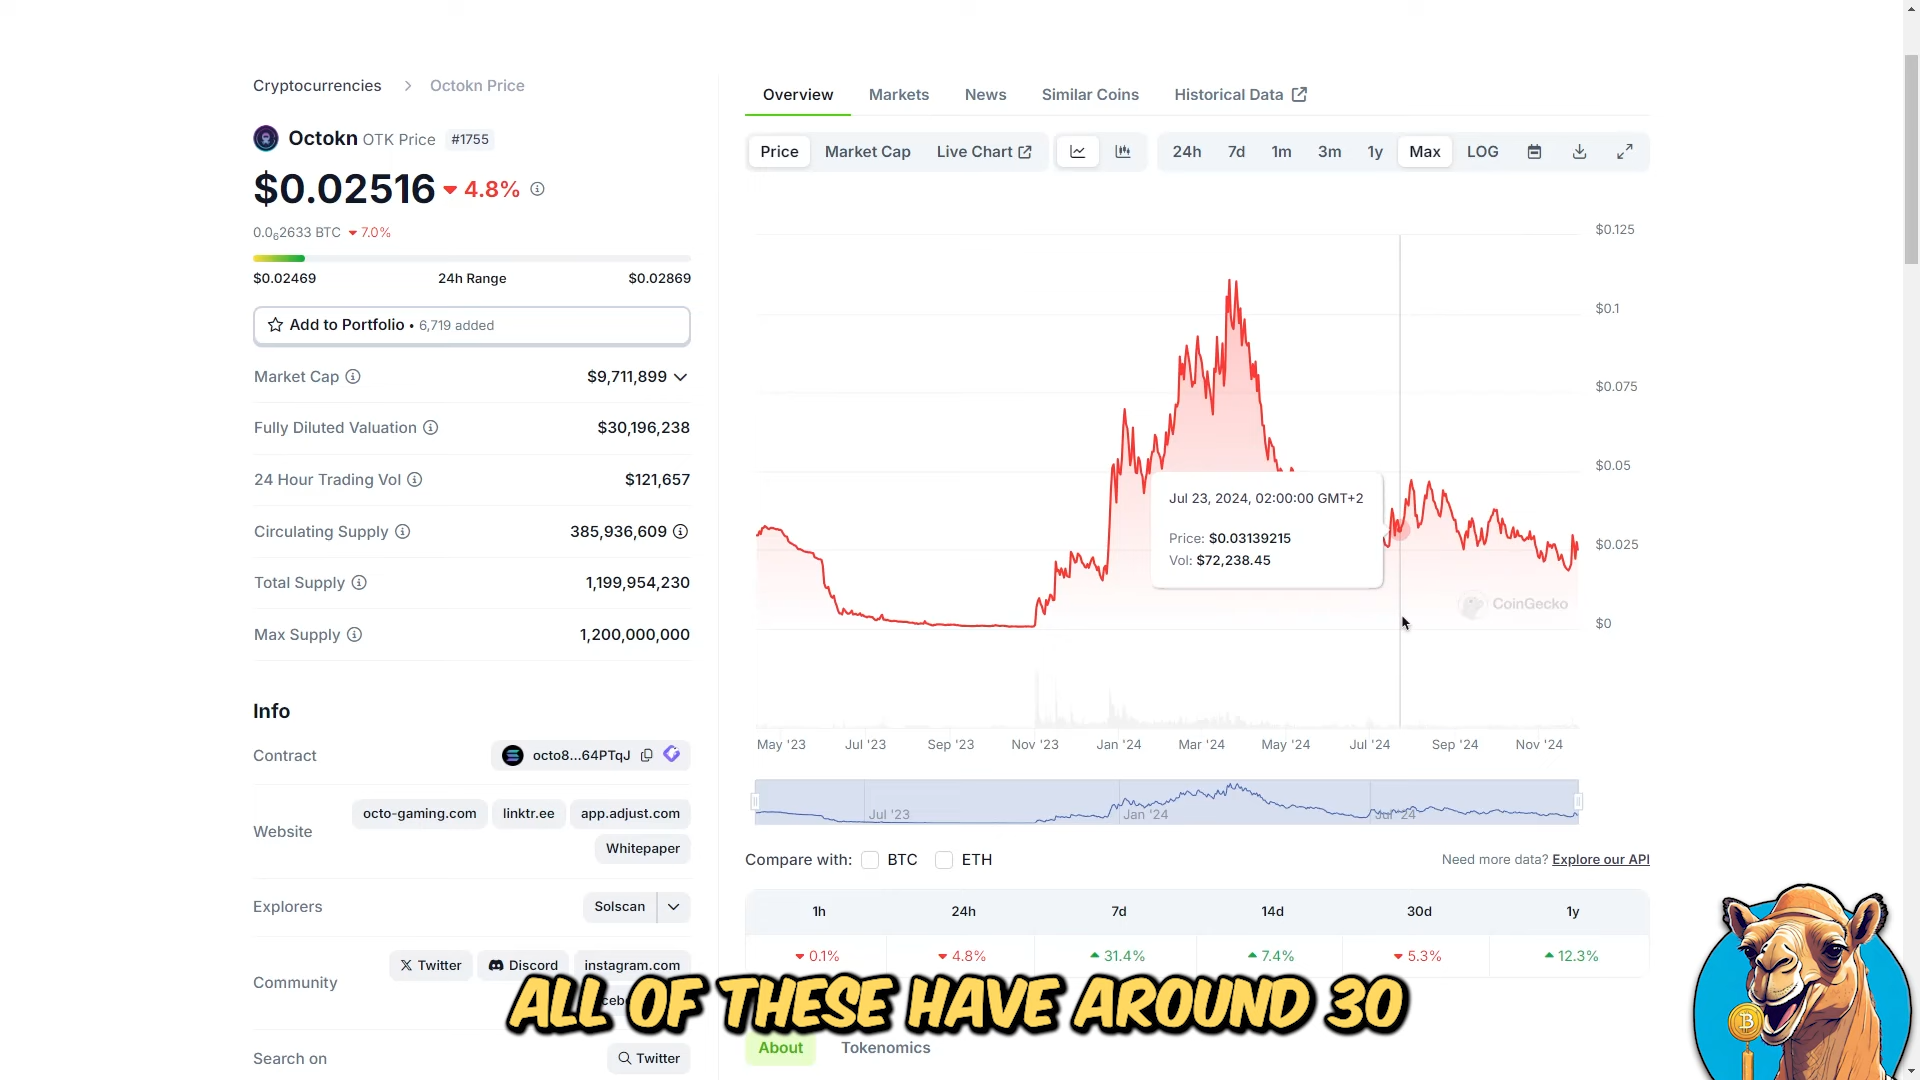 Cryptocurrencies > Octokn Price
Octokn OTK Price #1755
$0.02516 4.8%
0.0₆2633 BTC 7.0%
$0.02469 24h Range $0.02869
Add to Portfolio • 6,719 added
Market Cap $9,711,899
Fully Diluted Valuation $30,196,238
24 Hour Trading Vol $121,657
Circulating Supply 385,936,609
Total Supply 1,199,954,230
Max Supply 1,200,000,000
Info
Contract octo8...64PTqJ
Website octo-gaming.com linktr.ee app.adjust.com
Whitepaper
Explorers Solscan
Community Twitter Discord instagram.com
Search on Twitter
Overview Markets News Similar Coins Historical Data
Price Market Cap Live Chart 24h 7d 1m 3m 1y Max LOG
$0.125
$0.1
$0.075
$0.05
$0.025
$0
Jul 23, 2024, 02:00:00 GMT+2
Price: $0.03139215
Vol: $72,238.45
CoinGecko
May '23 Jul '23 Sep '23 Nov '23 Jan '24 Mar '24 May '24 Jul '24 Sep '24 Nov '24
Jul '23 Jan '24 Jul '24
Compare with: BTC ETH Need more data? Explore our API
1h 24h 7d 14d 30d 1y
0.1% 4.8% 31.4% 7.4% 5.3% 12.3%
ALL OF THESE HAVE AROUND 30
About Tokenomics